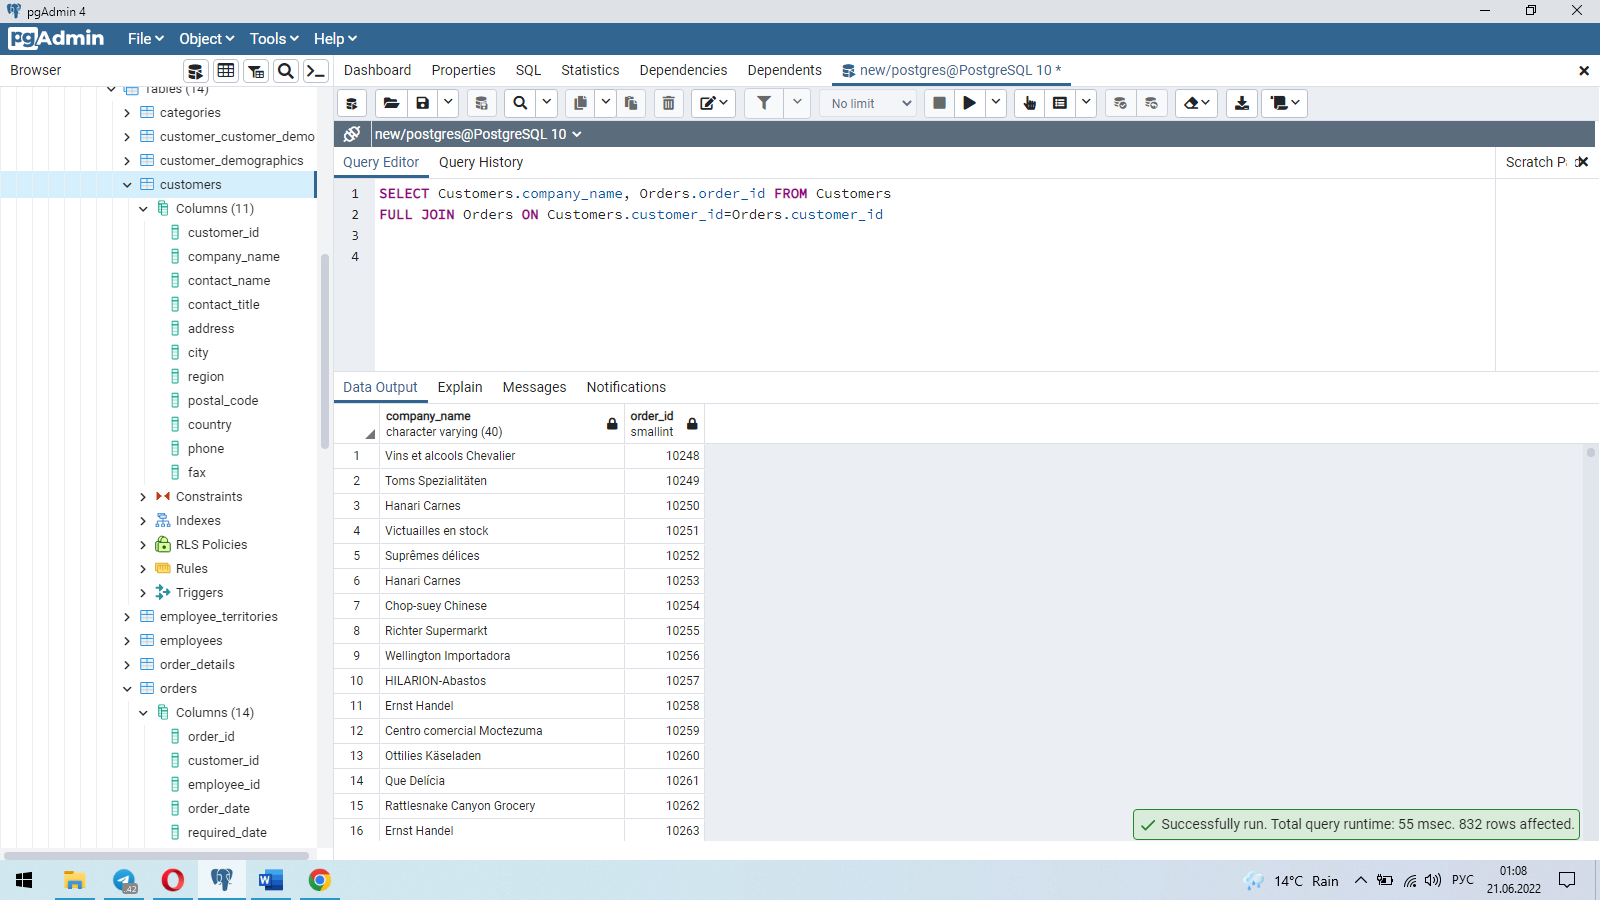 pgAdmin 4
pgAdmin File Object Tools Help
Browser
Dashboard Properties SQL Statistics Dependencies Dependents new/postgres@PostgreSQL 10 *
No limit
new/postgres@PostgreSQL 10
Query Editor Query History
Scratch P
Tables (14)
categories
customer_customer_demo
customer_demographics
customers
Columns (11)
customer_id
company_name
contact_name
contact_title
address
city
region
postal_code
country
phone
fax
Constraints
Indexes
RLS Policies
Rules
Triggers
employee_territories
employees
order_details
orders
Columns (14)
order_id
customer_id
employee_id
order_date
required_date
1 SELECT Customers.company_name, Orders.order_id FROM Customers
2 FULL JOIN Orders ON Customers.customer_id=Orders.customer_id
3
4
Data Output Explain Messages Notifications
company_name order_id
character varying (40) smallint
1 Vins et alcools Chevalier 10248
2 Toms Spezialitäten 10249
3 Hanari Carnes 10250
4 Victuailles en stock 10251
5 Suprêmes délices 10252
6 Hanari Carnes 10253
7 Chop-suey Chinese 10254
8 Richter Supermarkt 10255
9 Wellington Importadora 10256
10 HILARION-Abastos 10257
11 Ernst Handel 10258
12 Centro comercial Moctezuma 10259
13 Ottilies Käseladen 10260
14 Que Delícia 10261
15 Rattlesnake Canyon Grocery 10262
16 Ernst Handel 10263
Successfully run. Total query runtime: 55 msec. 832 rows affected.
42
14°C Rain
РУС
01:08
21.06.2022